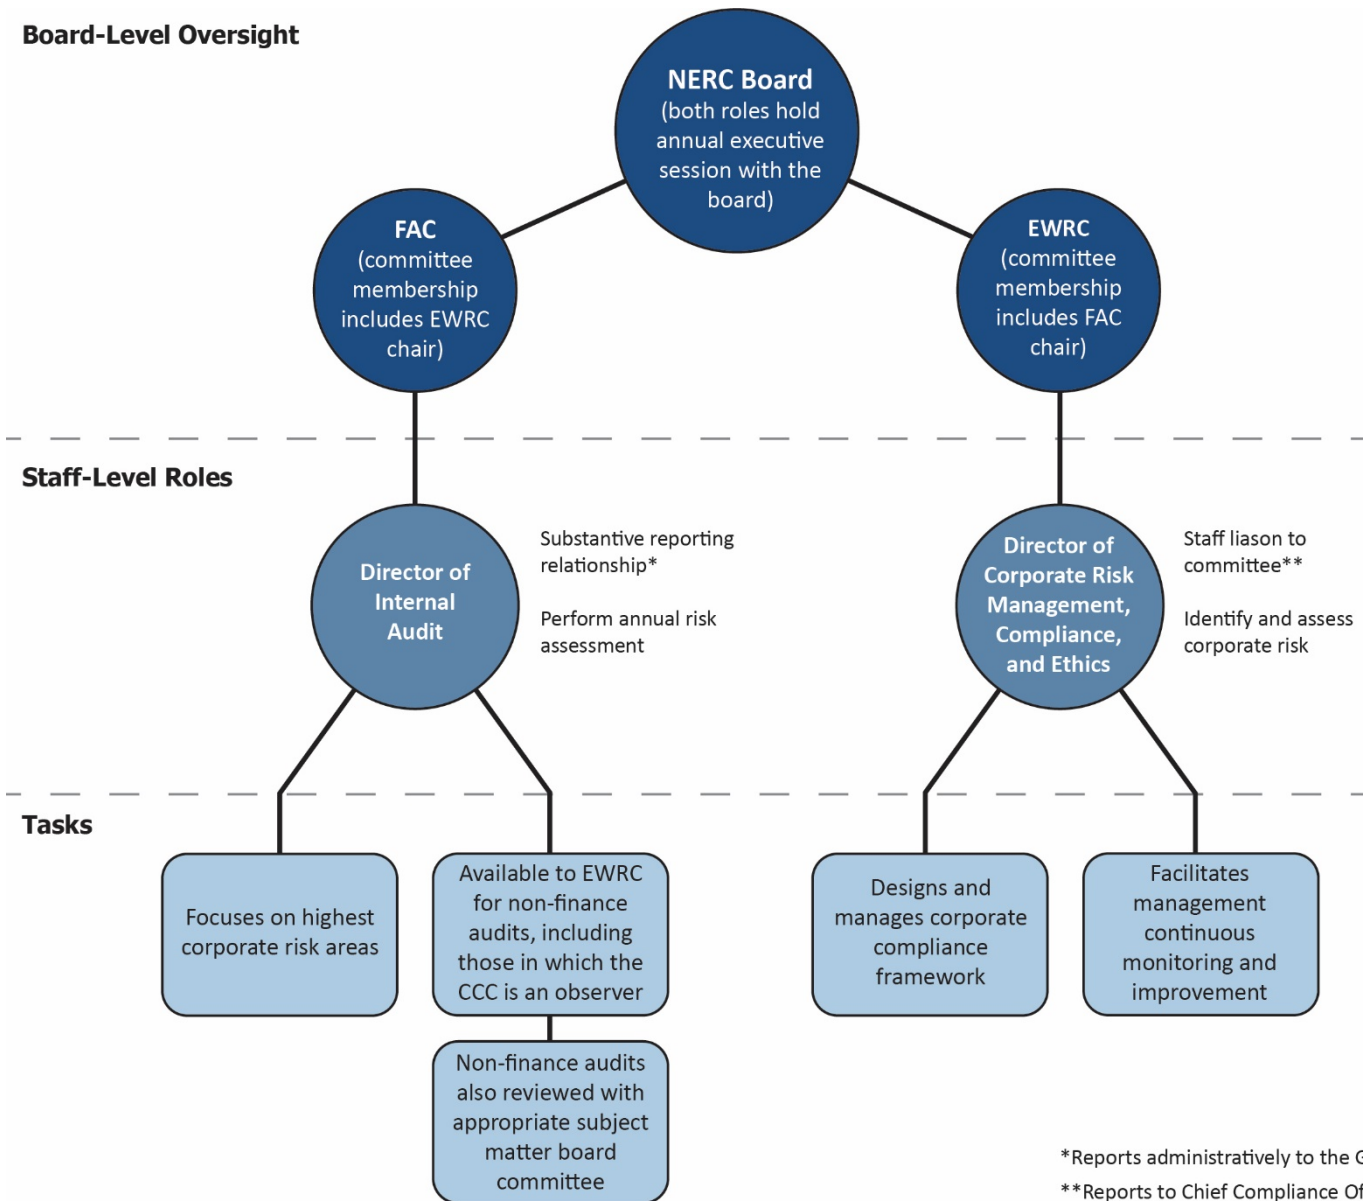 Board-Level Oversight
NERC Board
(both roles hold
annual executive
session with the
board)
FAC
(committee
membership
includes EWRC
chair)
EWRC
(committee
membership
includes FAC
chair)
Staff-Level Roles
Director of
Internal
Audit
Substantive reporting
relationship*
Perform annual risk
assessment
Director of
Corporate Risk
Management,
Compliance,
and Ethics
Staff liason to
committee**
Identify and assess
corporate risk
Tasks
Focuses on highest
corporate risk areas
Available to EWRC
for non-finance
audits, including
those in which the
CCC is an observer
Non-finance audits
also reviewed with
appropriate subject
matter board
committee
Designs and
manages corporate
compliance
framework
Facilitates
management
continuous
monitoring and
improvement
*Reports administratively to the
**Reports to Chief Compliance